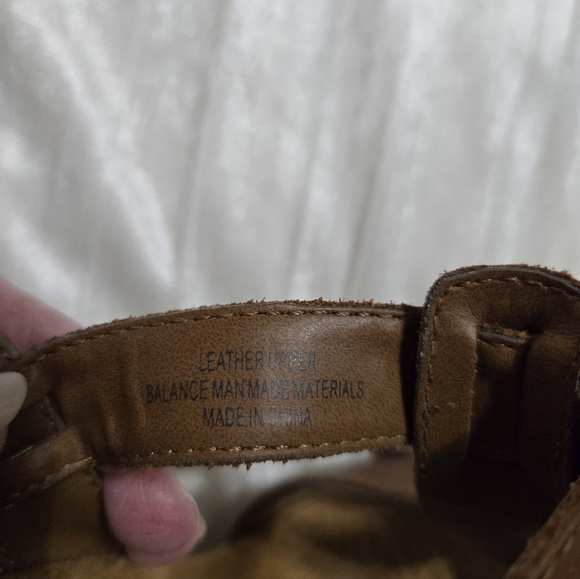 LEATHER UPPER
BALANCE MAN MADE MATERIALS
MADE IN CHINA